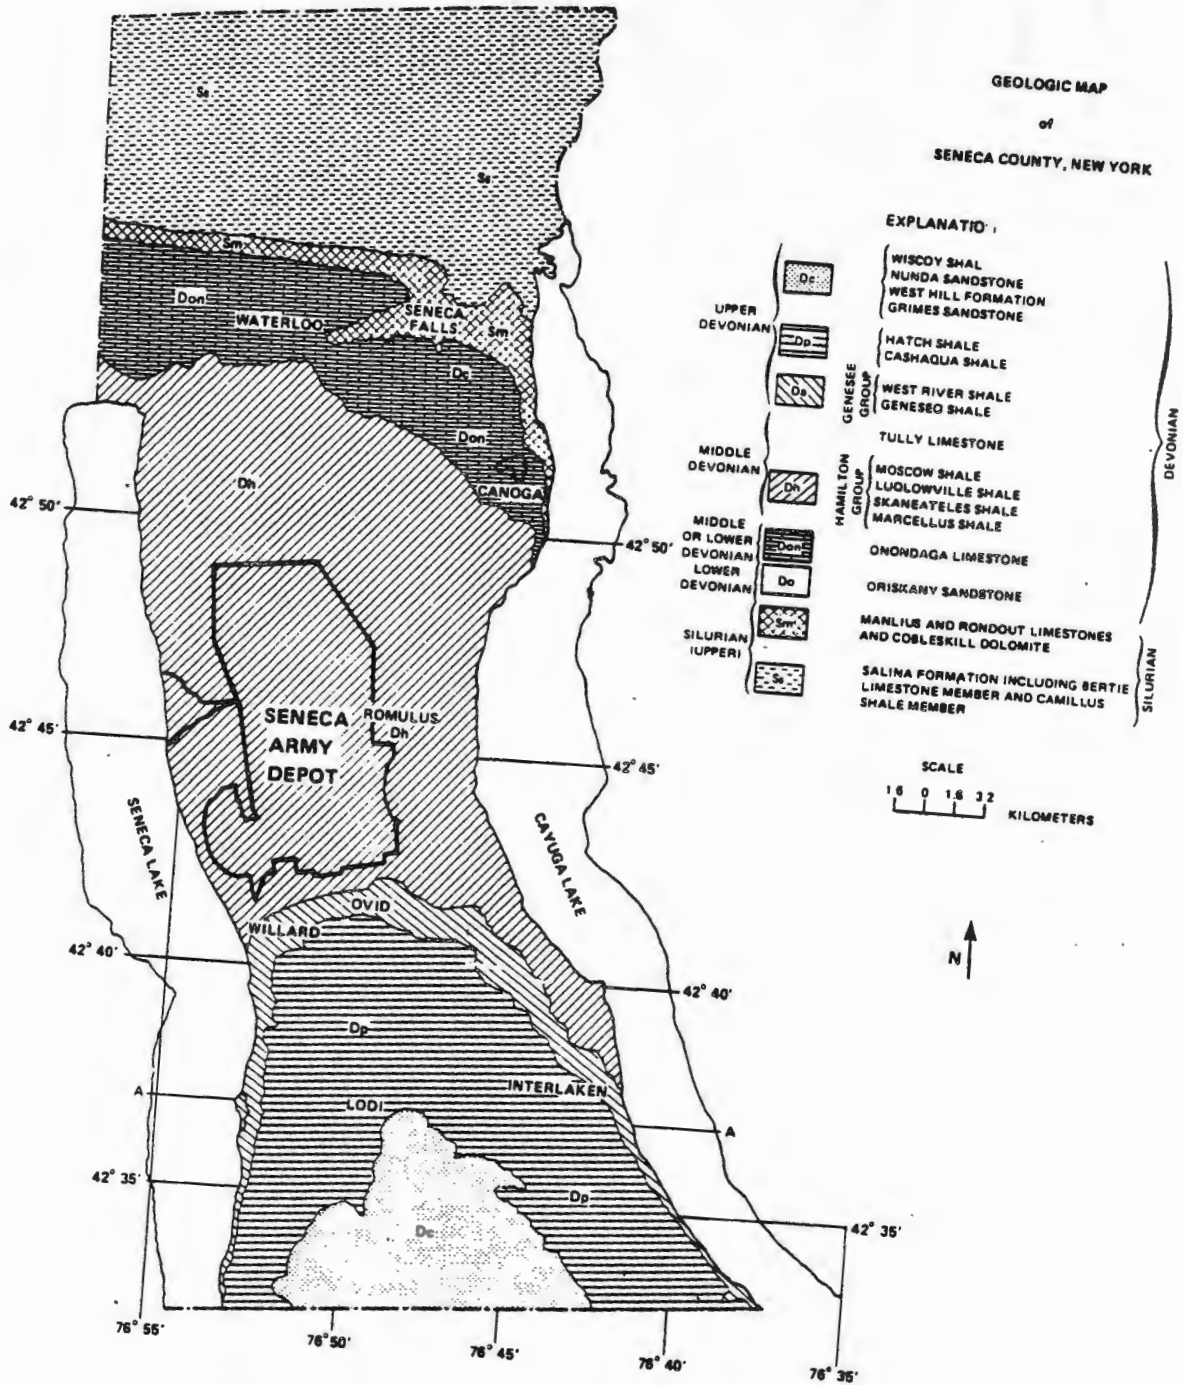 GEOLOGIC MAP
of
SENECA COUNTY, NEW YORK
EXPLANATIO
UPPER
DEVONIAN
Dc
WISCOY SHAL
NUNDA SANDSTONE
WEST HILL FORMATION
GRIMES SANDSTONE
Dp
HATCH SHALE
CASHAQUA SHALE
GENESEE
GROUP
WEST RIVER SHALE
GENESEO SHALE
MIDDLE
DEVONIAN
TULLY LIMESTONE
Dh
HAMILTON
GROUP
MOSCOW SHALE
LUDLOWVILLE SHALE
SKANEATELES SHALE
MARCELLUS SHALE
MIDDLE
OR LOWER
DEVONIAN
Don
ONONDAGA LIMESTONE
LOWER
DEVONIAN
Do
ORISKANY SANDSTONE
SILURIAN
(UPPER)
Sm
MANLIUS AND RONDOUT LIMESTONES
AND COBLESKILL DOLOMITE
Ss
SALINA FORMATION INCLUDING BERTIE
LIMESTONE MEMBER AND CAMILLUS
SHALE MEMBER
DEVONIAN
SILURIAN
SCALE
1.6 0 1.6 3.2
KILOMETERS
N
Ss
Ss
Sm
Don
WATERLOO
SENECA
FALLS
Sm
Dc
Don
CANOGA
Dh
42° 50'
42° 50'
ROMULUS
Dh
SENECA
ARMY
DEPOT
42° 45'
42° 45'
SENECA LAKE
CAYUGA LAKE
OVID
WILLARD
42° 40'
42° 40'
Dp
INTERLAKEN
LODI
A
A
42° 35'
42° 35'
Dp
Dc
76° 55'
76° 50'
76° 45'
76° 40'
76° 35'